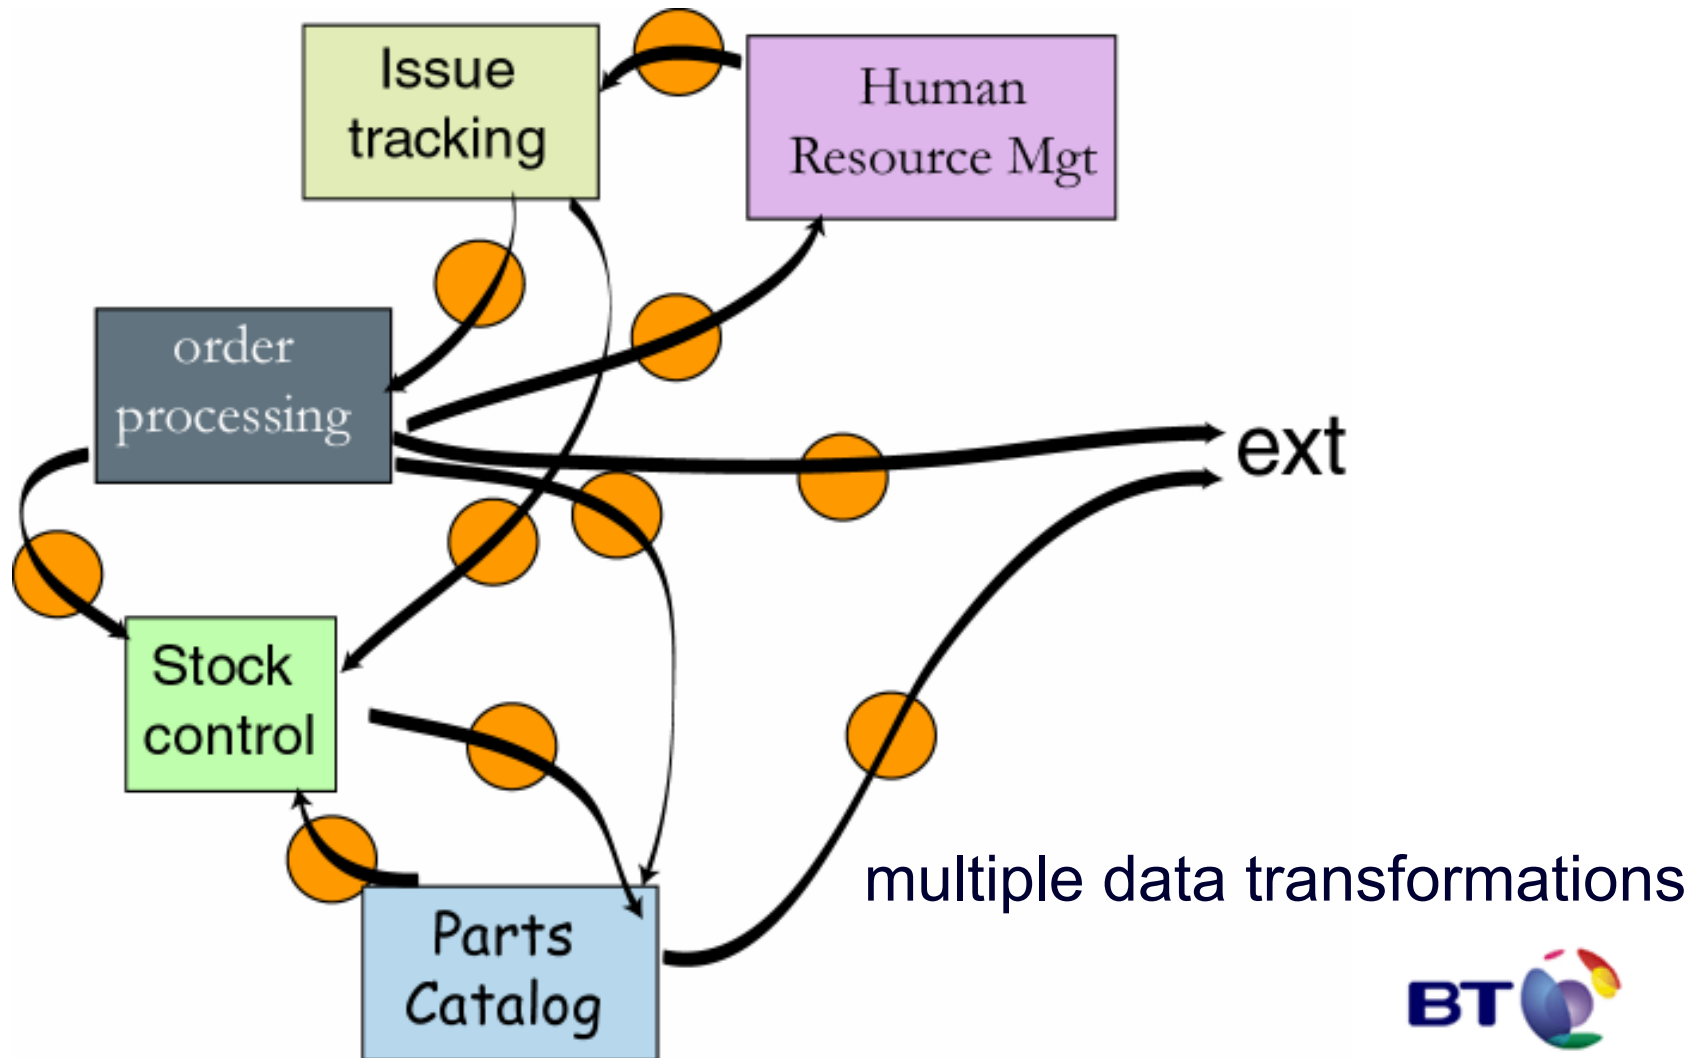 Issue
tracking
Human
Resource Mgt
order
processing
ext
Stock
control
multiple data transformations
Parts
Catalog
BT